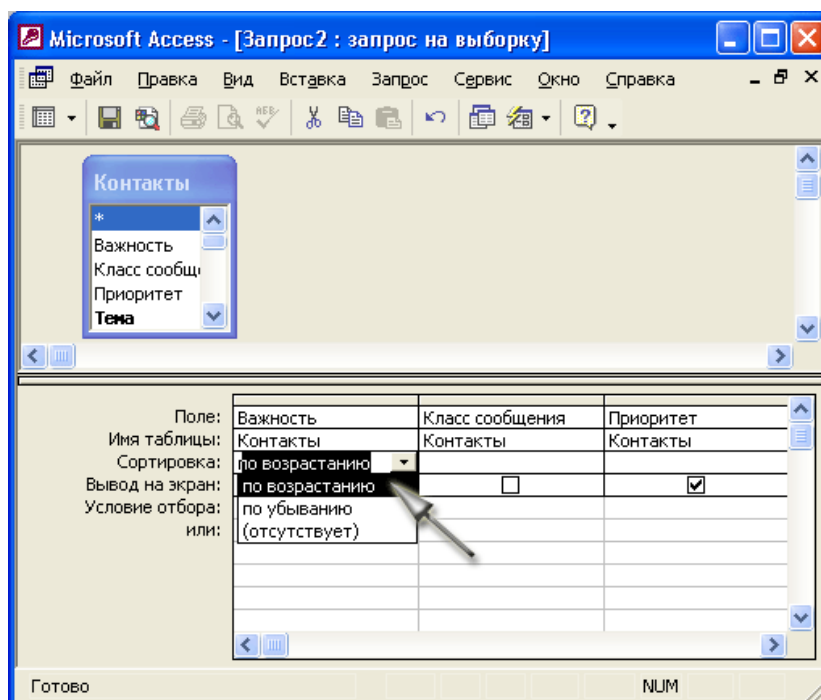 Microsoft Access - [Запрос2 : запрос на выборку]
Файл Правка Вид Вставка Запрос Сервис Окно Справка
Контакты
*
Важность
Класс сообщ
Приоритет
Тема
Поле: Важность Класс сообщения Приоритет
Имя таблицы: Контакты Контакты Контакты
Сортировка: по возрастанию
Вывод на экран: по возрастанию
Условие отбора: по убыванию
или: (отсутствует)
Готово NUM